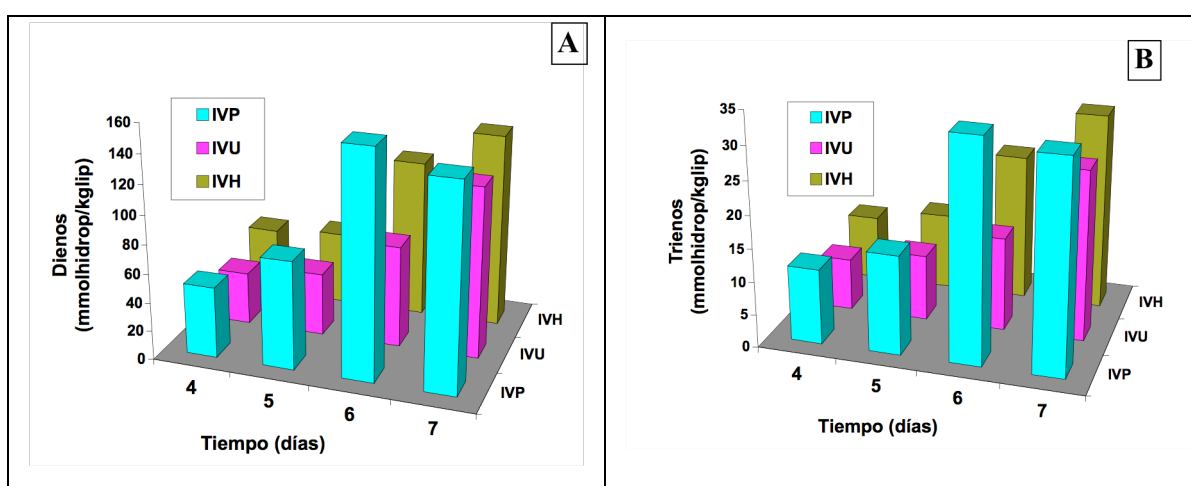 A
IVP
IVU
IVH
Dienos
(mmolhidrop/kglip)
160
140
120
100
80
60
40
20
0
4
5
6
7
IVP
IVU
IVH
Tiempo (días)
B
IVP
IVU
IVH
Trienos
(mmolhidrop/kglip)
35
30
25
20
15
10
5
0
4
5
6
7
IVP
IVU
IVH
Tiempo (días)